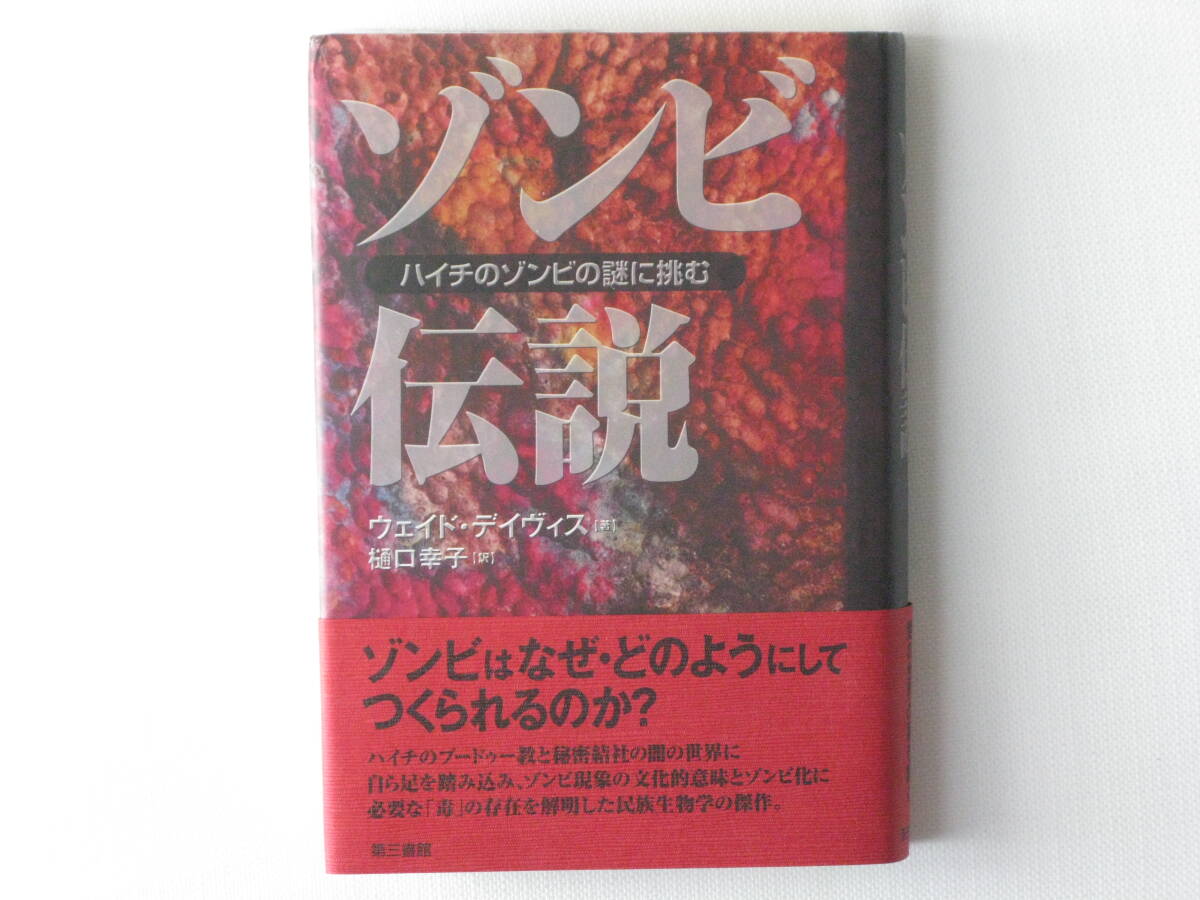 ゾンビ
ハイチのゾンビの謎に挑む
伝説
ウェイド・デイヴィス[著]
樋口幸子[訳]
ゾンビはなぜ・どのようにして
つくられるのか?
ハイチのブードゥー教と秘密結社の闇の世界に
自ら足を踏み込み、ゾンビ現象の文化的意味とゾンビ化に
必要な「毒」の存在を解明した民族生物学の傑作。
第三書館